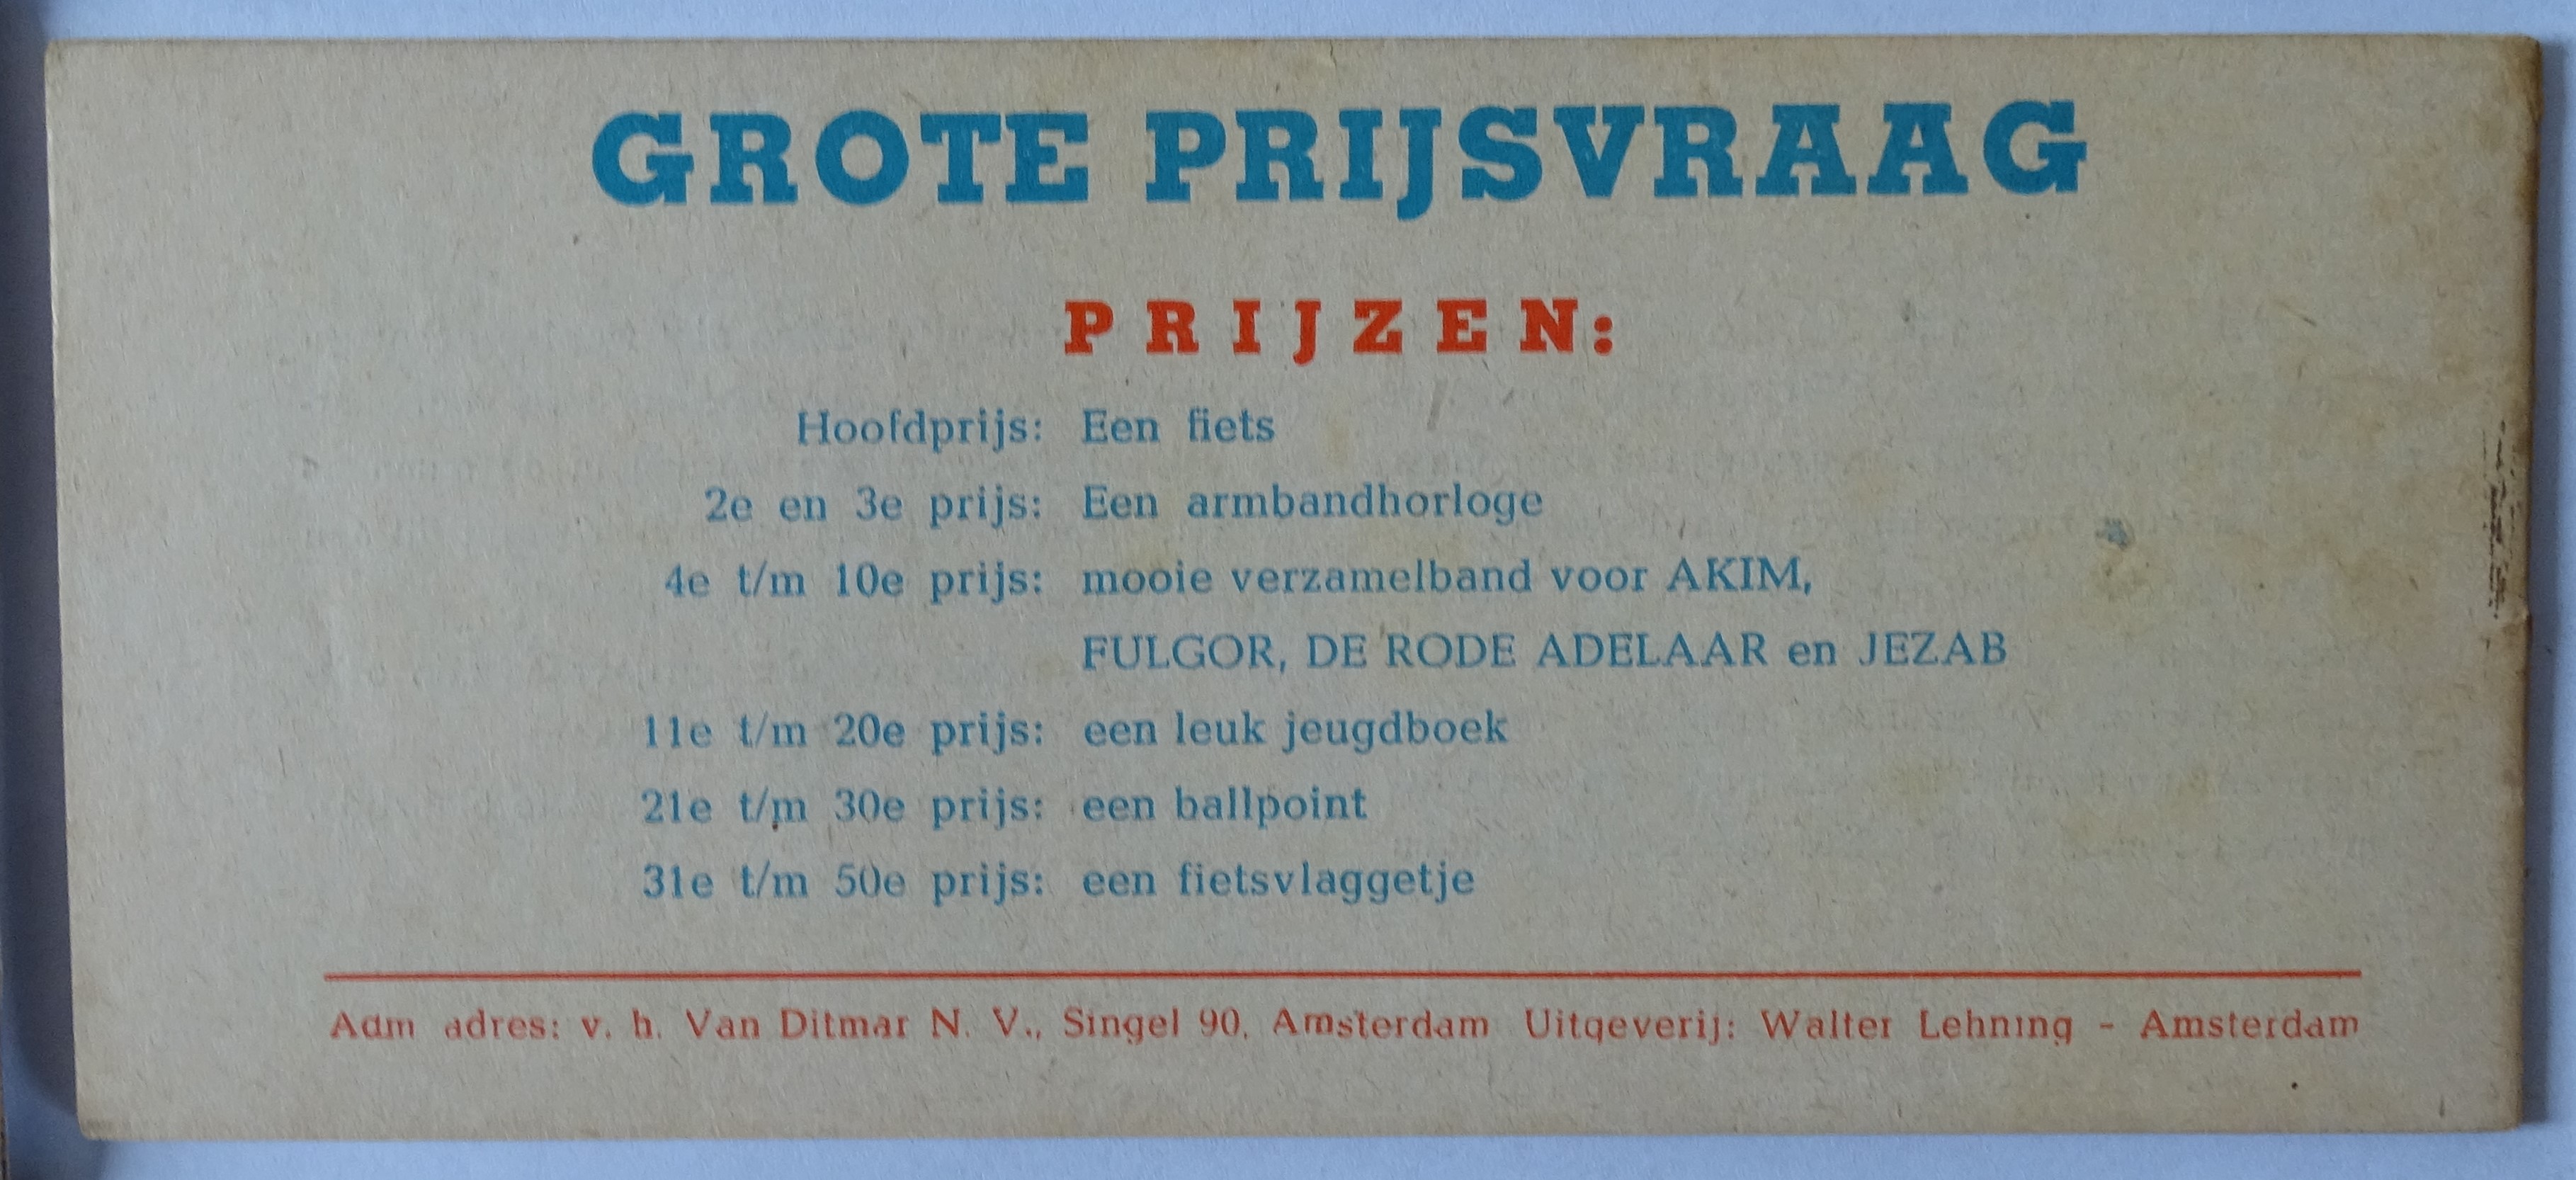 GROTE PRIJSVRAAG
PRIJZEN:
Hoofdprijs: Een fiets
2e en 3e prijs: Een armbandhorloge
4e t/m 10e prijs: mooie verzamelband voor AKIM,
FULGOR, DE RODE ADELAAR en JEZAB
11e t/m 20e prijs: een leuk jeugdboek
21e t/m 30e prijs: een ballpoint
31e t/m 50e prijs: een fietsvlaggetje
Adm adres: v. h. Van Ditmar N. V., Singel 90, Amsterdam Uitgeverij: Walter Lehning - Amsterdam